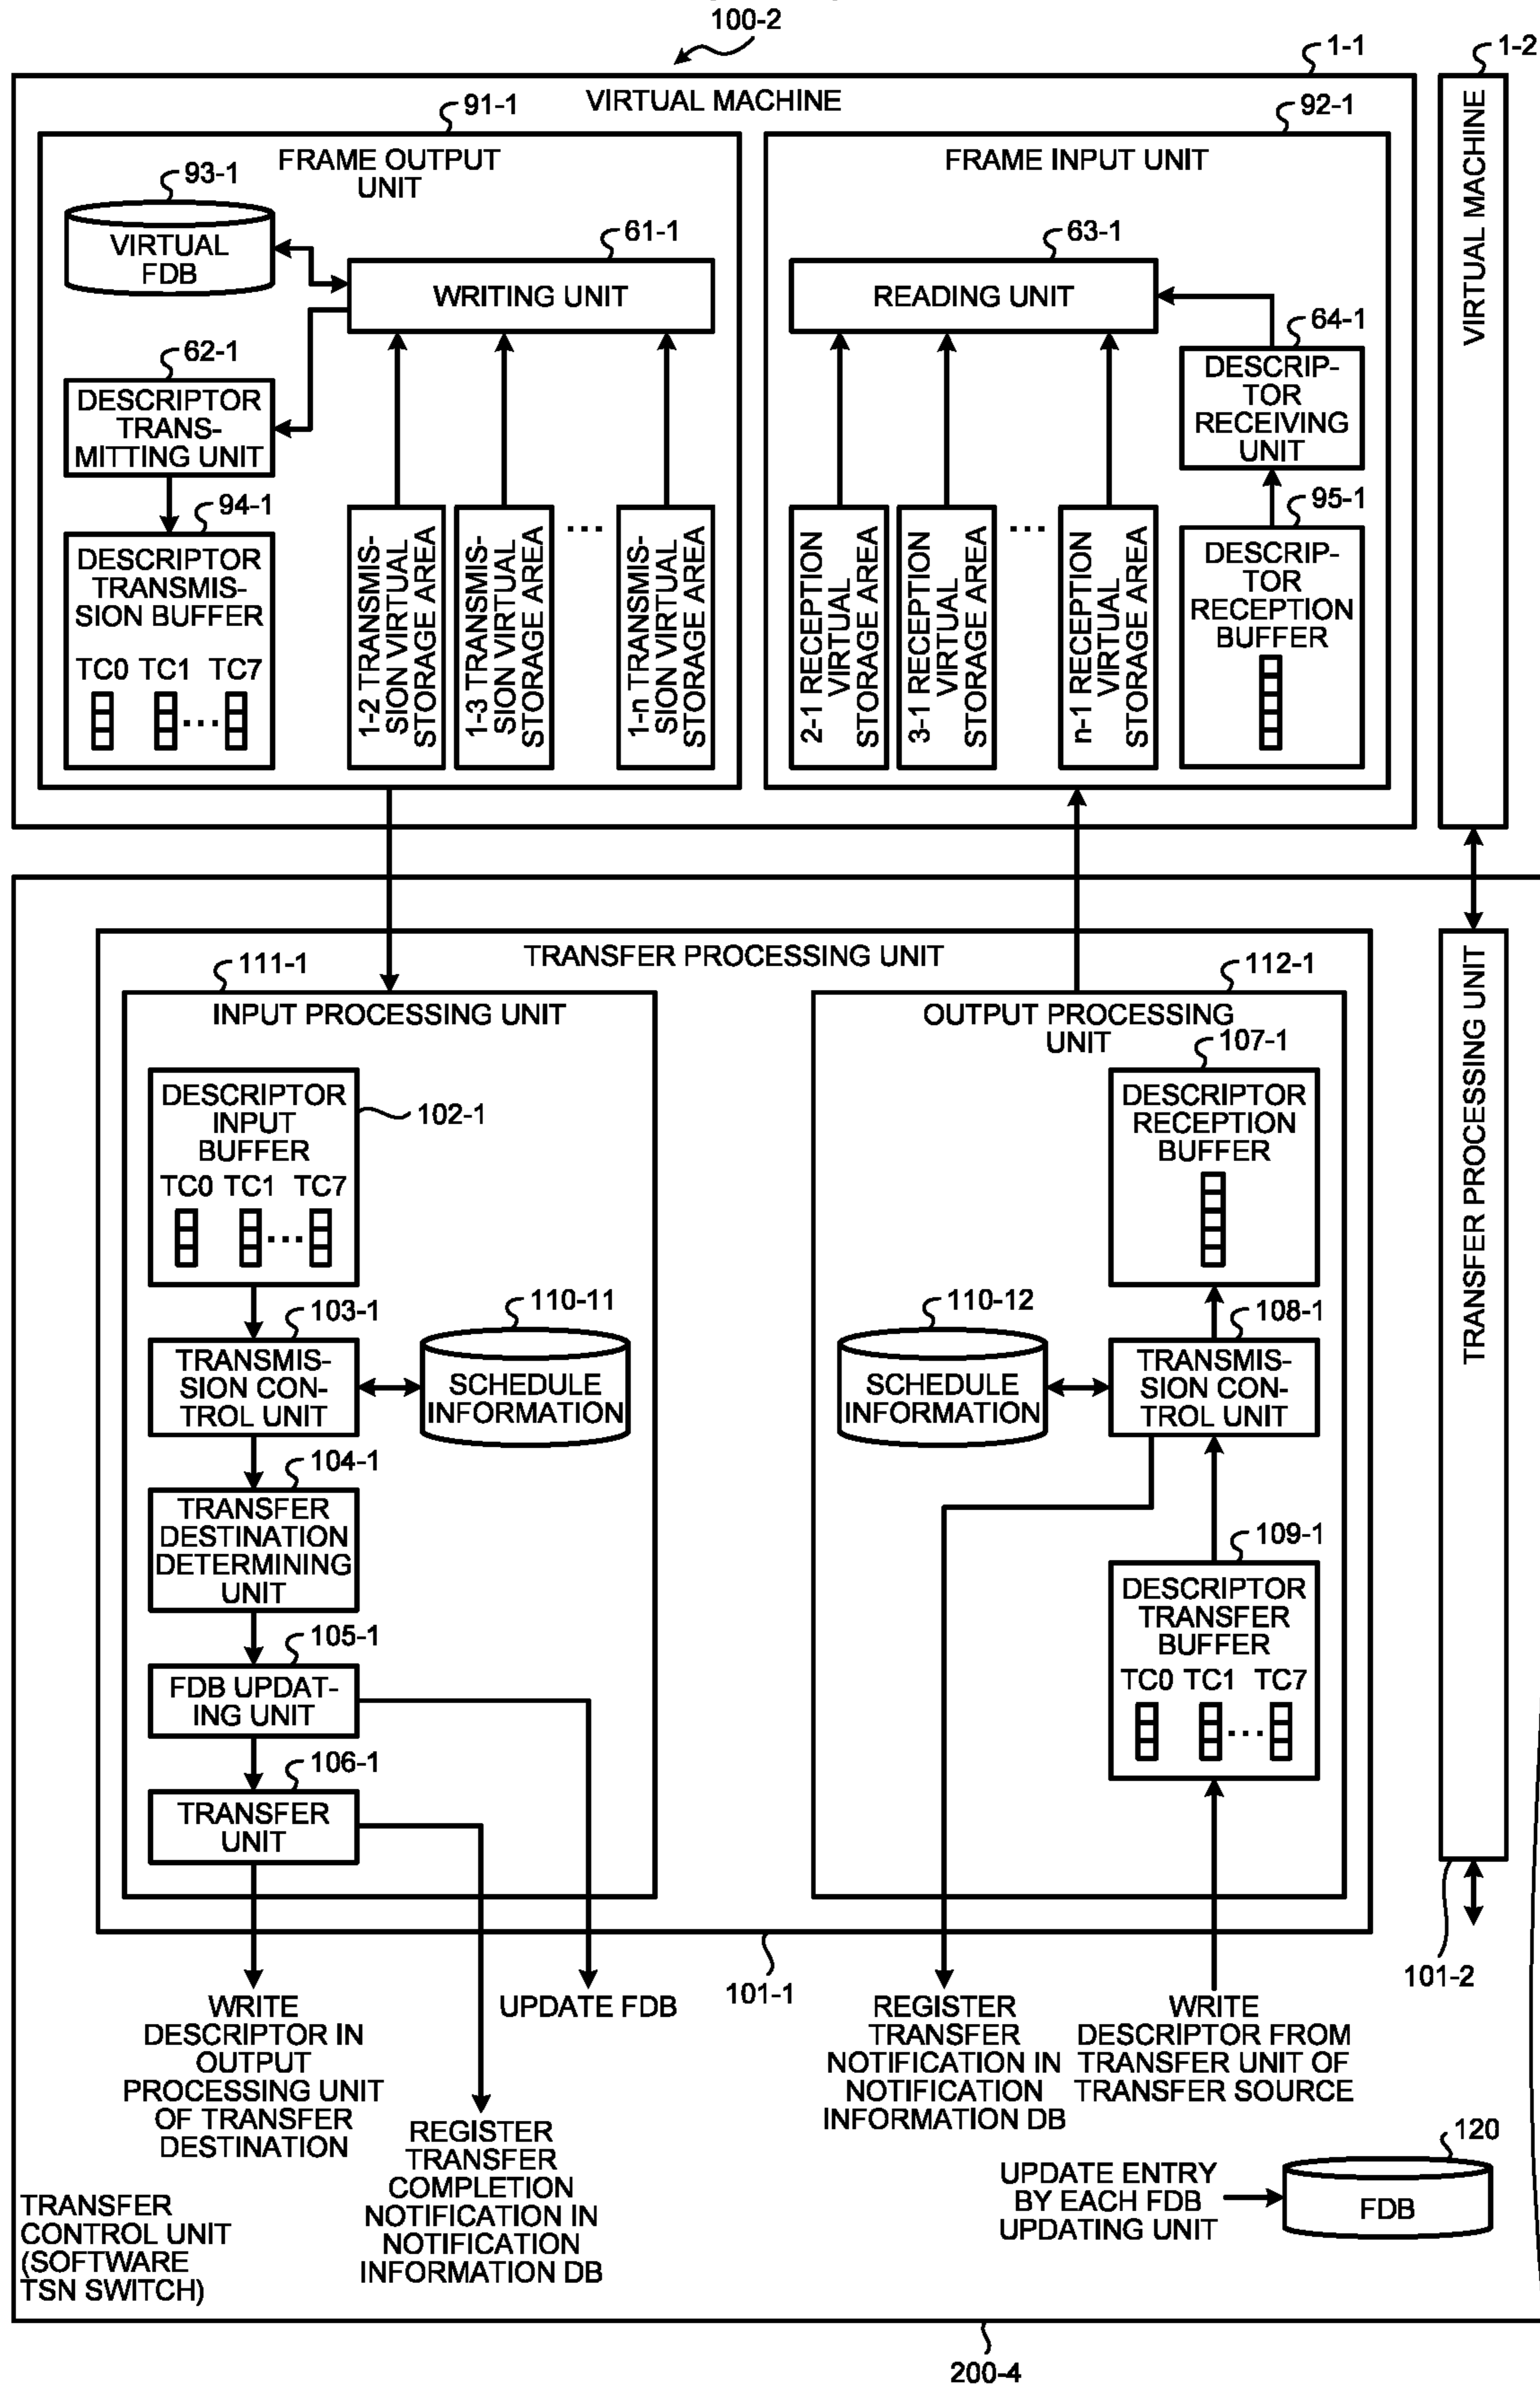 100-2
1-1
1-2
VIRTUAL MACHINE
91-1
92-1
FRAME OUTPUT
UNIT
93-1
VIRTUAL
FDB
61-1
WRITING UNIT
62-1
DESCRIPTOR
TRANS-
MITTING UNIT
94-1
DESCRIPTOR
TRANSMIS-
SION BUFFER
TC0 TC1 TC7
...
1-2 TRANSMIS-
SION VIRTUAL
STORAGE AREA
1-3 TRANSMIS-
SION VIRTUAL
STORAGE AREA
...
1-n TRANSMIS-
SION VIRTUAL
STORAGE AREA
FRAME INPUT UNIT
63-1
READING UNIT
64-1
DESCRIP-
TOR
RECEIVING
UNIT
95-1
DESCRIP-
TOR
RECEPTION
BUFFER
2-1 RECEPTION
VIRTUAL
STORAGE AREA
3-1 RECEPTION
VIRTUAL
STORAGE AREA
...
n-1 RECEPTION
VIRTUAL
STORAGE AREA
VIRTUAL MACHINE
TRANSFER PROCESSING UNIT
111-1
112-1
INPUT PROCESSING UNIT
DESCRIPTOR
INPUT
BUFFER
102-1
TC0 TC1 TC7
...
103-1
TRANSMIS-
SION CON-
TROL UNIT
110-11
SCHEDULE
INFORMATION
104-1
TRANSFER
DESTINATION
DETERMINING
UNIT
105-1
FDB UPDAT-
ING UNIT
106-1
TRANSFER
UNIT
OUTPUT PROCESSING
UNIT
107-1
DESCRIPTOR
RECEPTION
BUFFER
110-12
SCHEDULE
INFORMATION
108-1
TRANSMIS-
SION CON-
TROL UNIT
109-1
DESCRIPTOR
TRANSFER
BUFFER
TC0 TC1 TC7
...
TRANSFER PROCESSING UNIT
101-1
101-2
WRITE
DESCRIPTOR IN
OUTPUT
PROCESSING UNIT
OF TRANSFER
DESTINATION
REGISTER
TRANSFER
COMPLETION
NOTIFICATION IN
NOTIFICATION
INFORMATION DB
UPDATE FDB
REGISTER
TRANSFER
NOTIFICATION IN
NOTIFICATION
INFORMATION DB
WRITE
DESCRIPTOR FROM
TRANSFER UNIT OF
TRANSFER SOURCE
120
UPDATE ENTRY
BY EACH FDB
UPDATING UNIT
FDB
TRANSFER
CONTROL UNIT
(SOFTWARE
TSN SWITCH)
200-4